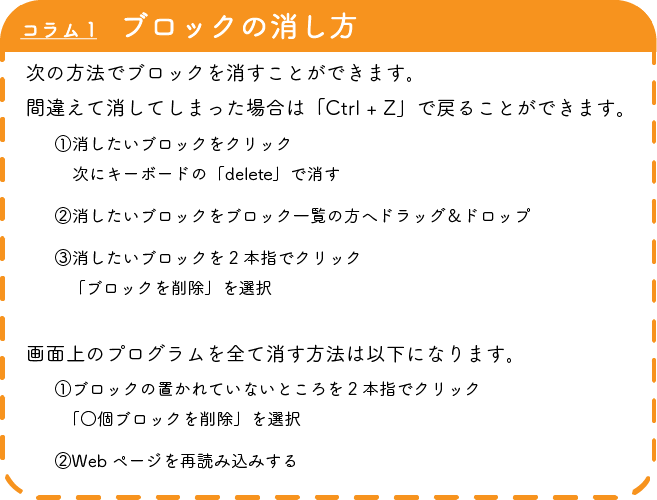 コラム1 ブロックの消し方
次の方法でブロックを消すことができます。
間違えて消してしまった場合は「Ctrl + Z」で戻ることができます。
①消したいブロックをクリック
次にキーボードの「delete」で消す
②消したいブロックをブロック一覧の方へドラッグ＆ドロップ
③消したいブロックを２本指でクリック
「ブロックを削除」を選択
画面上のプログラムを全て消す方法は以下になります。
①ブロックの置かれていないところを２本指でクリック
「〇個ブロックを削除」を選択
②Web ページを再読み込みする